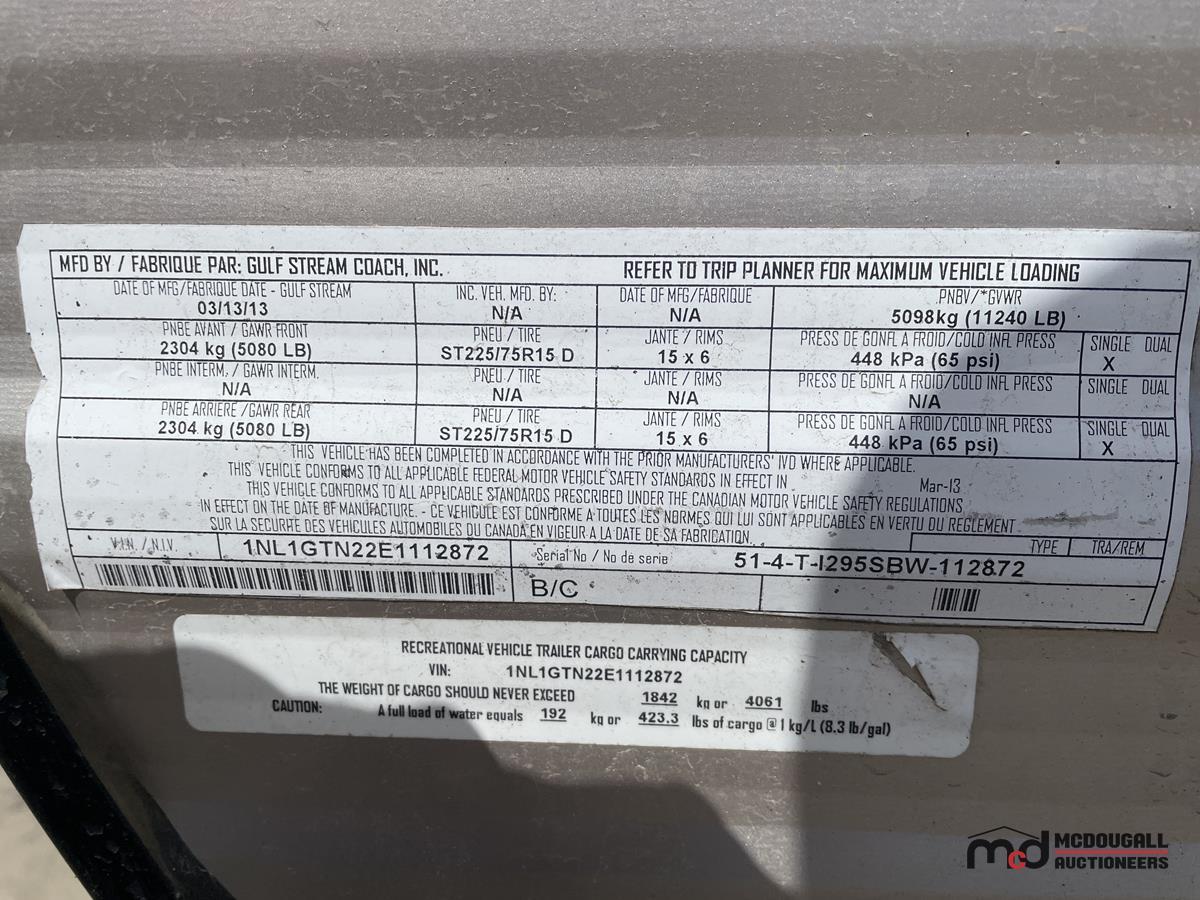 MFD BY / FABRIQUE PAR: GULF STREAM COACH, INC. REFER TO TRIP PLANNER FOR MAXIMUM VEHICLE LOADING
DATE OF MFG/FABRIQUE DATE - GULF STREAM INC. VEH. MFD. BY: DATE OF MFG/FABRIQUE PNBV/*GVWR
03/13/13 N/A N/A 5098kg (11240 LB)
PNBE AVANT / GAWR FRONT PNEU / TIRE JANTE / RIMS PRESS DE GONFL A FROID/COLD INFL PRESS SINGLE DUAL
2304 kg (5080 LB) ST225/75R15 D 15 x 6 448 kPa (65 psi) X
PNBE INTERM. / GAWR INTERM. PNEU / TIRE JANTE / RIMS PRESS DE GONFL A FROID/COLD INFL PRESS SINGLE DUAL
N/A N/A N/A N/A
PNBE ARRIERE /GAWR REAR PNEU / TIRE JANTE / RIMS PRESS DE GONFL A FROID/COLD INFL PRESS SINGLE DUAL
2304 kg (5080 LB) ST225/75R15 D 15 x 6 448 kPa (65 psi) X
THIS VEHICLE HAS BEEN COMPLETED IN ACCORDANCE WITH THE PRIOR MANUFACTURERS' IVD WHERE APPLICABLE.
THIS VEHICLE CONFORMS TO ALL APPLICABLE FEDERAL MOTOR VEHICLE SAFETY STANDARDS IN EFFECT IN Mar-13
THIS VEHICLE CONFORMS TO ALL APPLICABLE STANDARDS PRESCRIBED UNDER THE CANADIAN MOTOR VEHICLE SAFETY REGULATIONS
IN EFFECT ON THE DATE OF MANUFACTURE. - CE VEHICULE EST CONFORME A TOUTES LES NORMES QUI LUI SONT APPLICABLES EN VERTU DU REGLEMENT
SUR LA SECURITE DES VEHICULES AUTOMOBILES DU CANADA EN VIGEUR A LA DATE DE SA FABRICATION.
TYPE TRA/REM
V.I.N. / N.I.V. 1NL1GTN22E1112872 Serial No / No de serie 51-4-T-I295SBW-112872
B/C
RECREATIONAL VEHICLE TRAILER CARGO CARRYING CAPACITY
VIN: 1NL1GTN22E1112872
THE WEIGHT OF CARGO SHOULD NEVER EXCEED 1842 kg or 4061 lbs
CAUTION: A full load of water equals 192 kg or 423.3 lbs of cargo @ 1 kg/L (8.3 lb/gal)
mcd MCDOUGALL
AUCTIONEERS